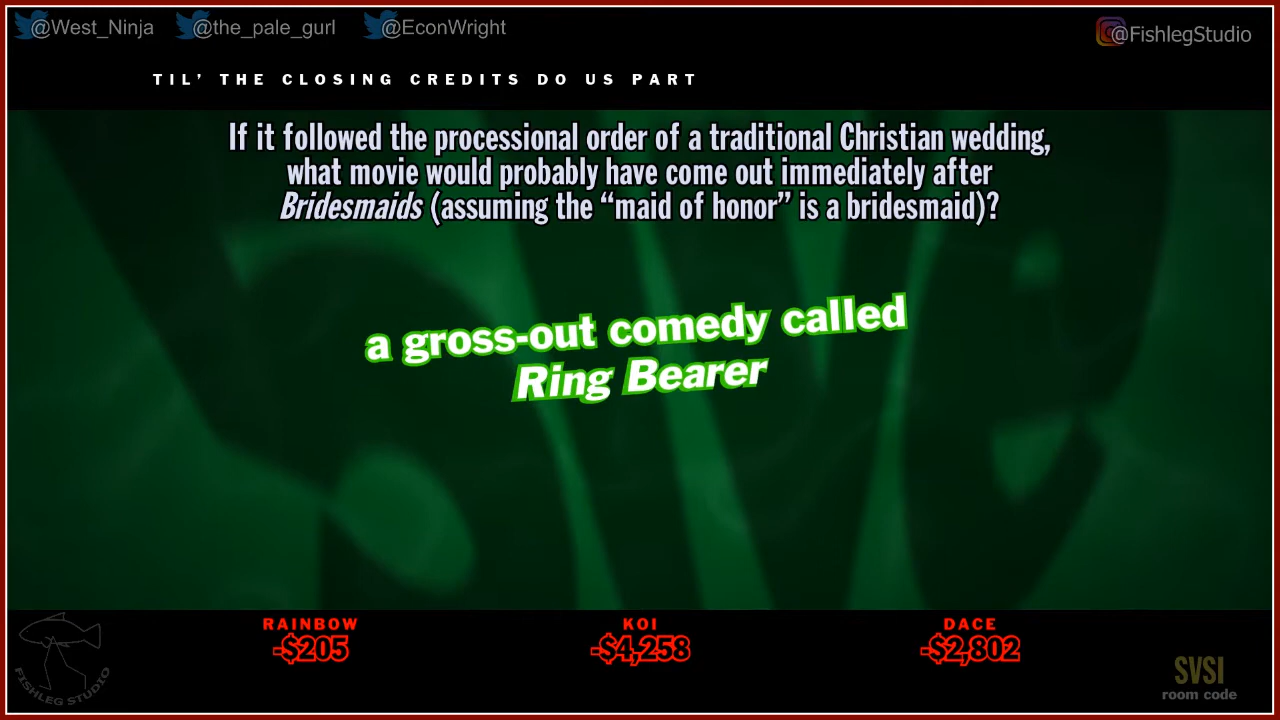 @West_Ninja @the_pale_gurl @EconWright
@FishlegStudio
TIL' THE CLOSING CREDITS DO US PART
If it followed the processional order of a traditional Christian wedding,
what movie would probably have come out immediately after
Bridesmaids (assuming the “maid of honor” is a bridesmaid)?
a gross-out comedy called
Ring Bearer
RAINBOW
-$205
KOI
-$4,258
DACE
-$2,802
FISHLEG STUDIO
SVSI
room code